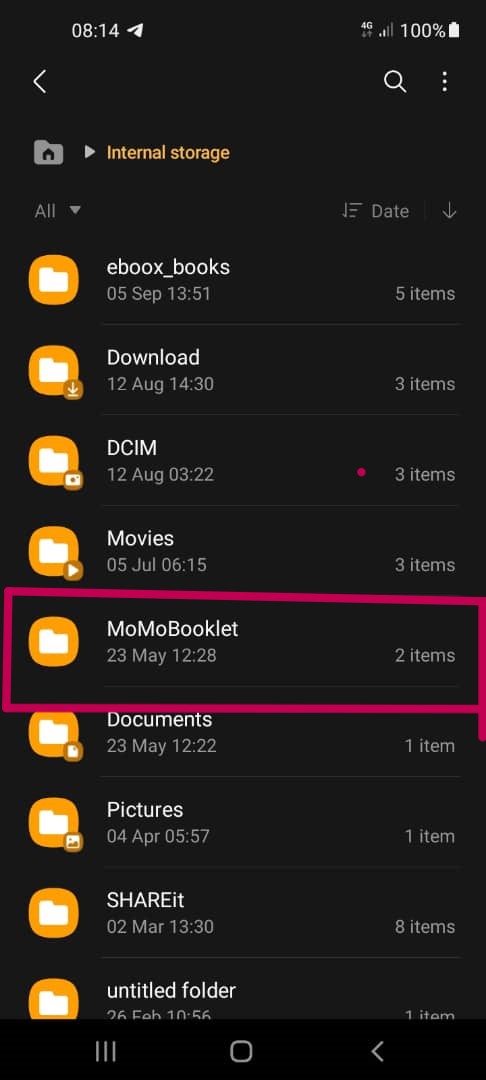 08:14 4G 100%
Internal storage
All Date
eboox_books
05 Sep 13:51 5 items
Download
12 Aug 14:30 3 items
DCIM
12 Aug 03:22 3 items
Movies
05 Jul 06:15 3 items
MoMoBooklet
23 May 12:28 2 items
Documents
23 May 12:22 1 item
Pictures
04 Apr 05:57 1 item
SHAREit
02 Mar 13:30 8 items
untitled folder
26 Feb 10:56 1 item